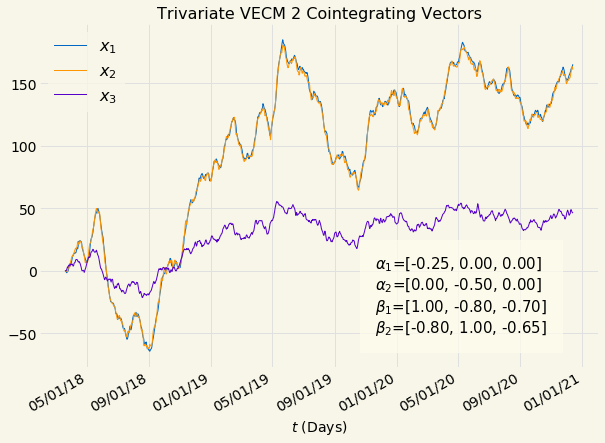 Trivariate VECM 2 Cointegrating Vectors
x₁
x₂
x₃
150
100
50
0
−50
α₁=[-0.25, 0.00, 0.00]
α₂=[0.00, -0.50, 0.00]
β₁=[1.00, -0.80, -0.70]
β₂=[-0.80, 1.00, -0.65]
05/01/18 09/01/18 01/01/19 05/01/19 09/01/19 01/01/20 05/01/20 09/01/20 01/01/21
t (Days)